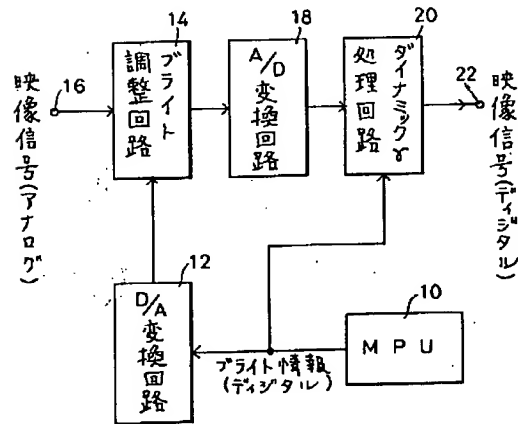 14
ブライト
調整回路
18
A/D
変換回路
20
ダイナミックγ
処理回路
16
映像信号(アナログ)
22
映像信号(ディジタル)
12
D/A
変換回路
10
MPU
ブライト情報
(ディジタル)